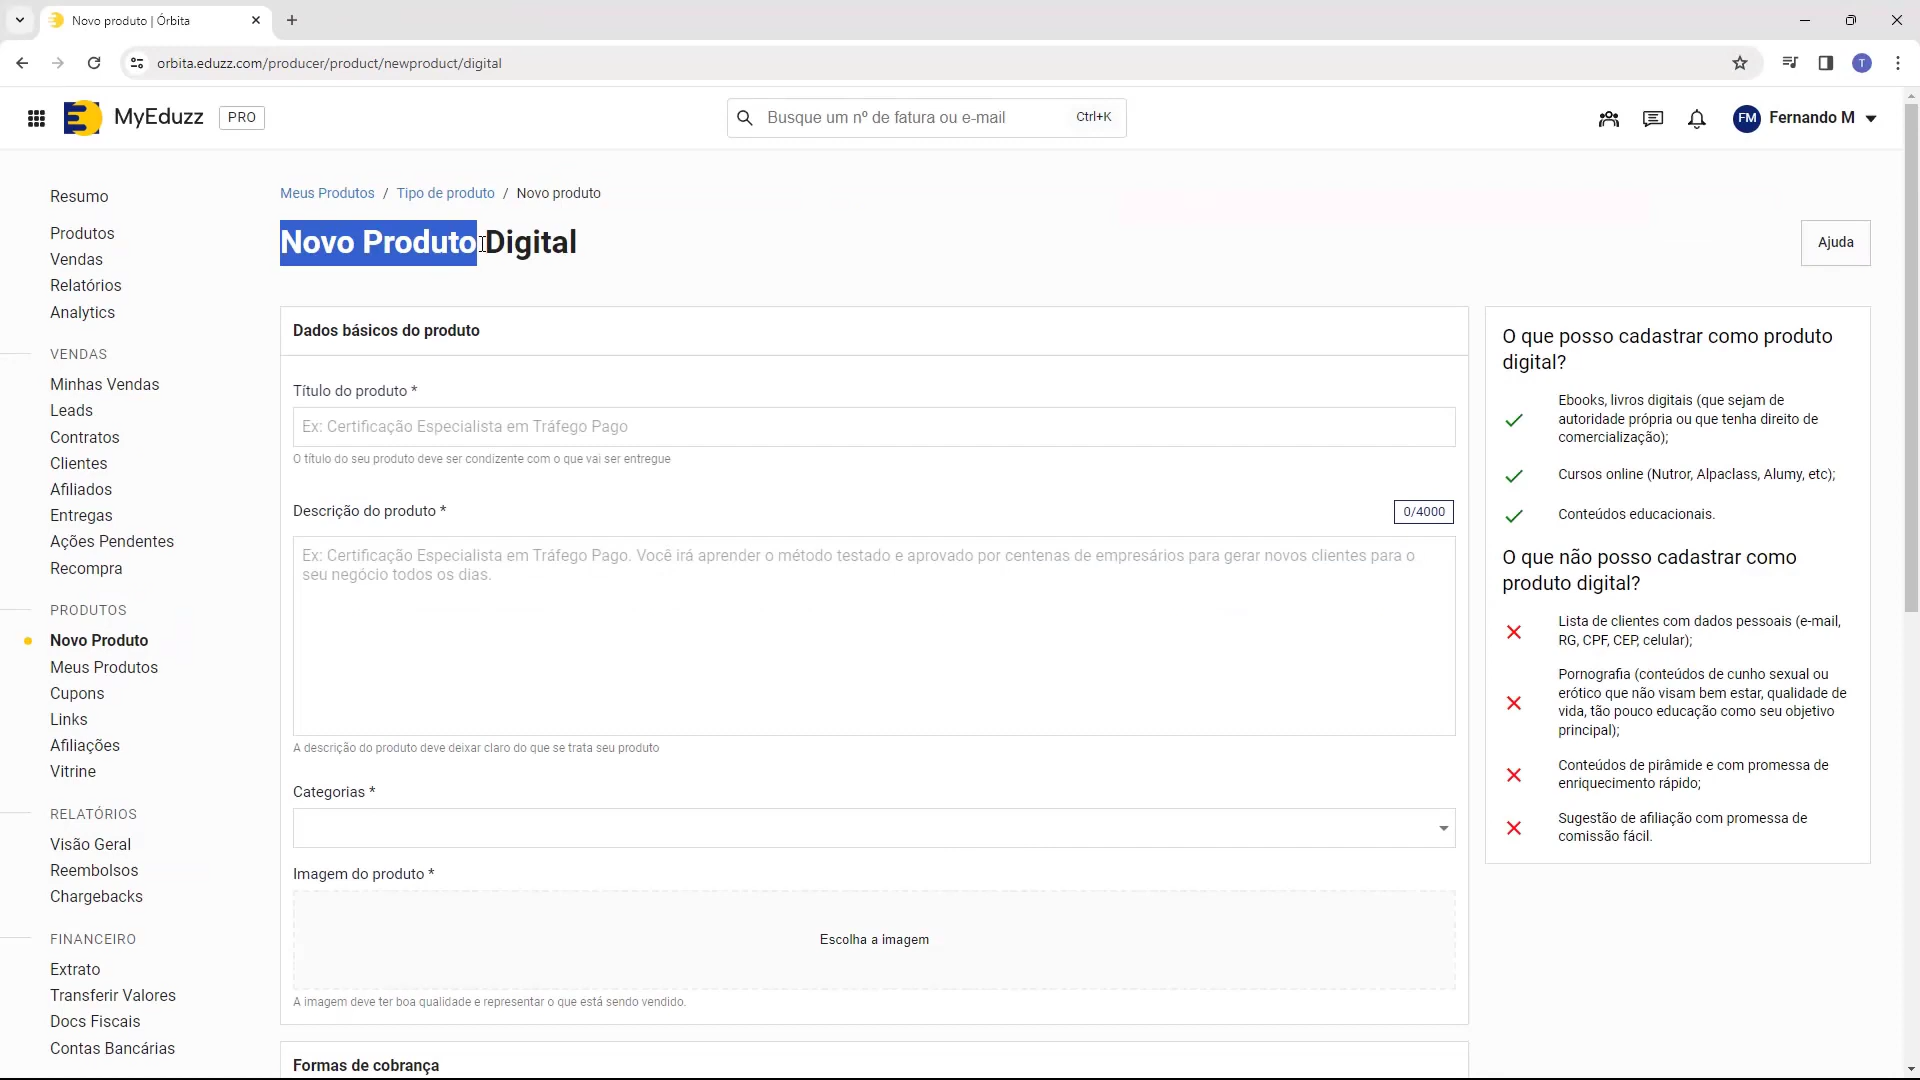 Novo produto | Órbita
orbita.eduzz.com/producer/product/newproduct/digital
T
MyEduzz
PRO
Busque um nº de fatura ou e-mail
Ctrl+K
FM
Fernando M
Resumo
Produtos
Vendas
Relatórios
Analytics
VENDAS
Minhas Vendas
Leads
Contratos
Clientes
Afiliados
Entregas
Ações Pendentes
Recompra
PRODUTOS
Novo Produto
Meus Produtos
Cupons
Links
Afiliações
Vitrine
RELATÓRIOS
Visão Geral
Reembolsos
Chargebacks
FINANCEIRO
Extrato
Transferir Valores
Docs Fiscais
Contas Bancárias
Meus Produtos / Tipo de produto / Novo produto
Novo Produto Digital
Ajuda
Dados básicos do produto
Título do produto *
Ex: Certificação Especialista em Tráfego Pago
O título do seu produto deve ser condizente com o que vai ser entregue
Descrição do produto *
0/4000
Ex: Certificação Especialista em Tráfego Pago. Você irá aprender o método testado e aprovado por centenas de empresários para gerar novos clientes para o
seu negócio todos os dias.
A descrição do produto deve deixar claro do que se trata seu produto
Categorias *
Imagem do produto *
Escolha a imagem
A imagem deve ter boa qualidade e representar o que está sendo vendido.
Formas de cobrança
O que posso cadastrar como produto
digital?
Ebooks, livros digitais (que sejam de
autoridade própria ou que tenha direito de
comercialização);
Cursos online (Nutror, Alpaclass, Alumy, etc);
Conteúdos educacionais.
O que não posso cadastrar como
produto digital?
Lista de clientes com dados pessoais (e-mail,
RG, CPF, CEP, celular);
Pornografia (conteúdos de cunho sexual ou
erótico que não visam bem estar, qualidade de
vida, tão pouco educação como seu objetivo
principal);
Conteúdos de pirâmide e com promessa de
enriquecimento rápido;
Sugestão de afiliação com promessa de
comissão fácil.